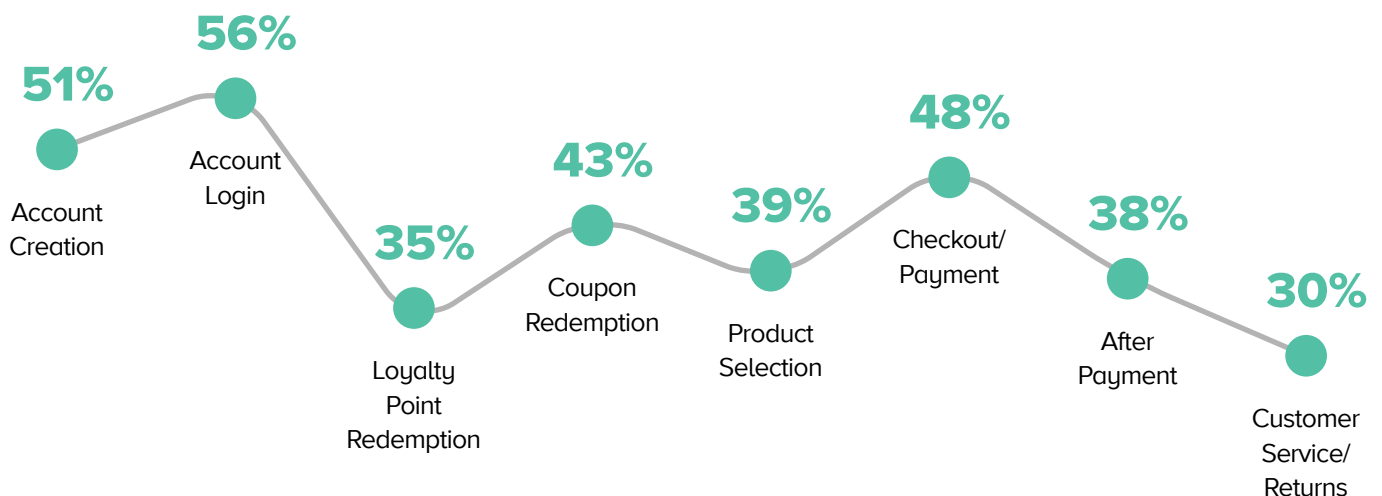 51%
Account
Creation
56%
Account
Login
35%
Loyalty
Point
Redemption
43%
Coupon
Redemption
39%
Product
Selection
48%
Checkout/
Payment
38%
After
Payment
30%
Customer
Service/
Returns